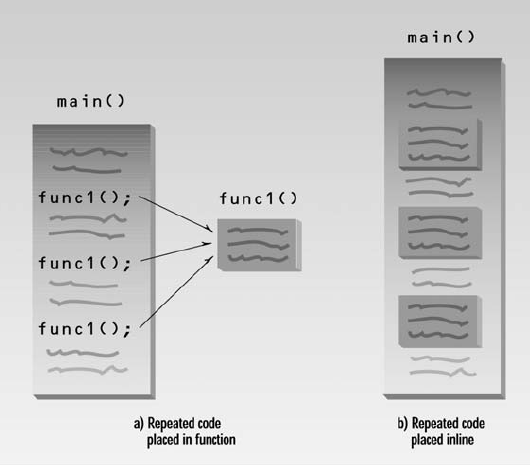 main()
main()
func1();
func1()
func1();
func1();
a) Repeated code
placed in function
b) Repeated code
placed inline